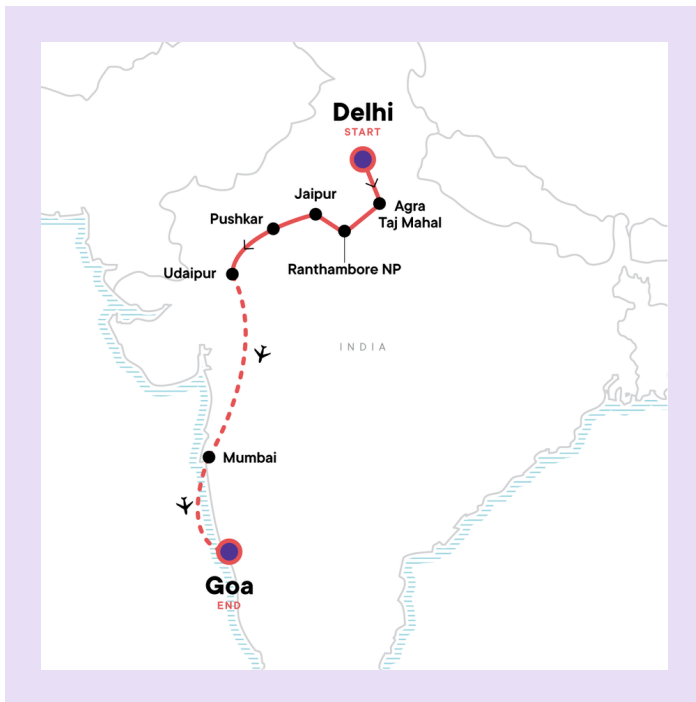 Delhi
START
Jaipur
Agra
Taj Mahal
Pushkar
Ranthambore NP
Udaipur
INDIA
Mumbai
Goa
END